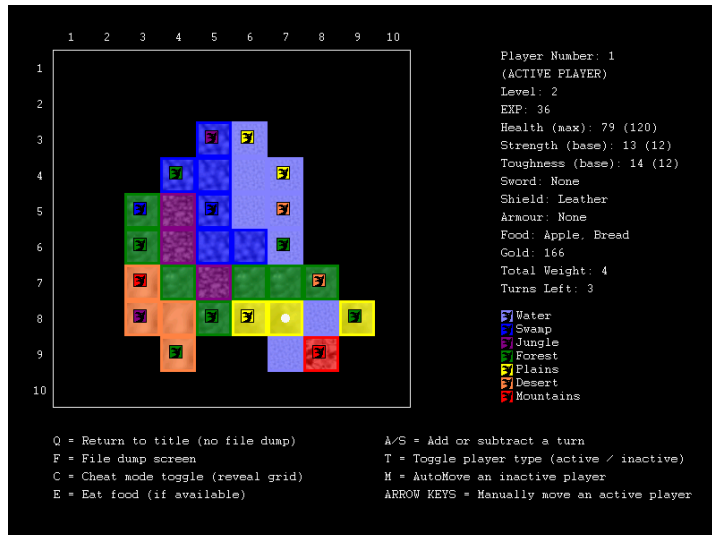 1 2 3 4 5 6 7 8 9 10
1
2
3
4
5
6
7
8
9
10
Player Number: 1
(ACTIVE PLAYER)
Level: 2
EXP: 36
Health (max): 79 (120)
Strength (base): 13 (12)
Toughness (base): 14 (12)
Sword: None
Shield: Leather
Armour: None
Food: Apple, Bread
Gold: 166
Total Weight: 4
Turns Left: 3
Water
Swamp
Jungle
Forest
Plains
Desert
Mountains
Q = Return to title (no file dump)
F = File dump screen
C = Cheat mode toggle (reveal grid)
E = Eat food (if available)
A/S = Add or subtract a turn
T = Toggle player type (active / inactive)
M = AutoMove an inactive player
ARROW KEYS = Manually move an active player